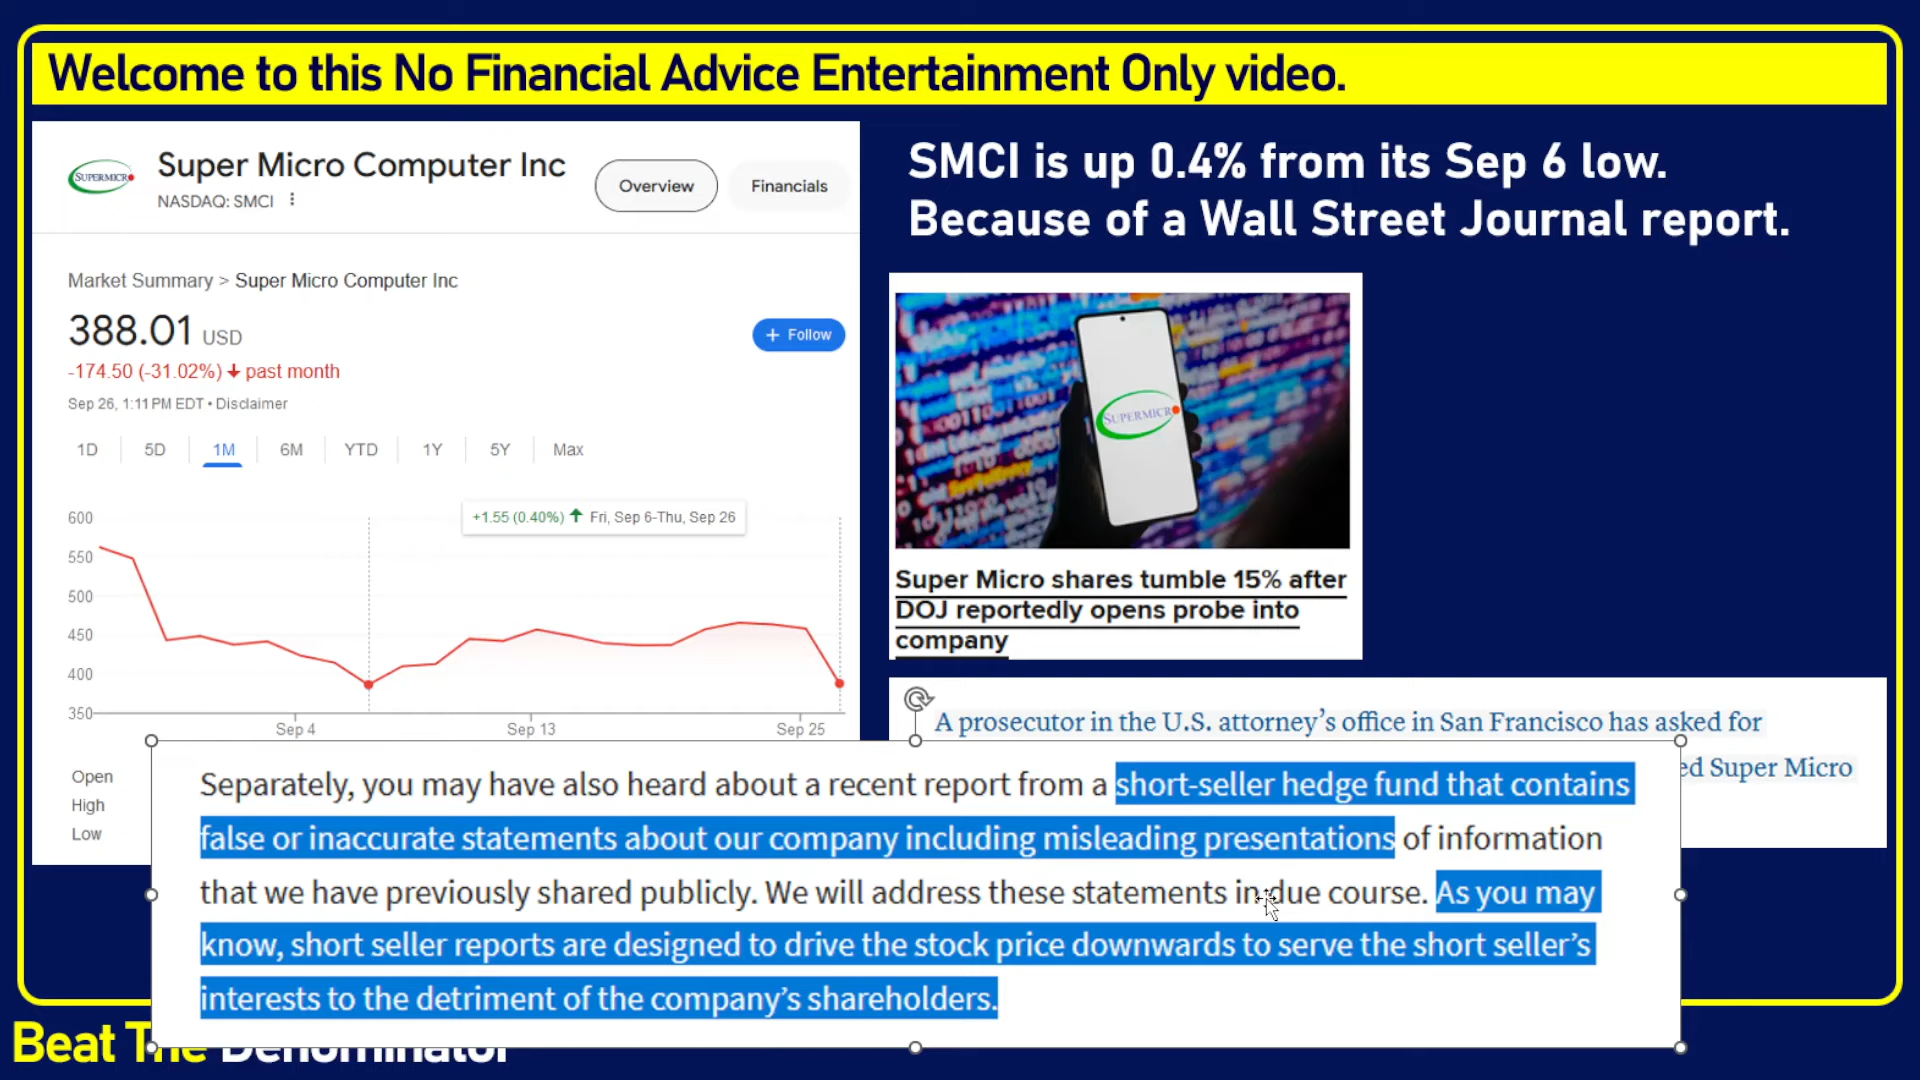 Welcome to this No Financial Advice Entertainment Only video.
SUPERMICR
Super Micro Computer Inc
NASDAQ: SMCI
Overview
Financials
Market Summary > Super Micro Computer Inc
388.01 USD
+ Follow
-174.50 (-31.02%) past month
Sep 26, 1:11 PM EDT • Disclaimer
1D 5D 1M 6M YTD 1Y 5Y Max
+1.55 (0.40%) Fri, Sep 6-Thu, Sep 26
600
550
500
450
400
350
Sep 4 Sep 13 Sep 25
Open
High
Low
SMCI is up 0.4% from its Sep 6 low.
Because of a Wall Street Journal report.
SUPERMICR
Super Micro shares tumble 15% after
DOJ reportedly opens probe into
company
A prosecutor in the U.S. attorney's office in San Francisco has asked for
Super Micro
Separately, you may have also heard about a recent report from a short-seller hedge fund that contains
false or inaccurate statements about our company including misleading presentations of information
that we have previously shared publicly. We will address these statements in due course. As you may
know, short seller reports are designed to drive the stock price downwards to serve the short seller's
interests to the detriment of the company's shareholders.
Beat The Denominator